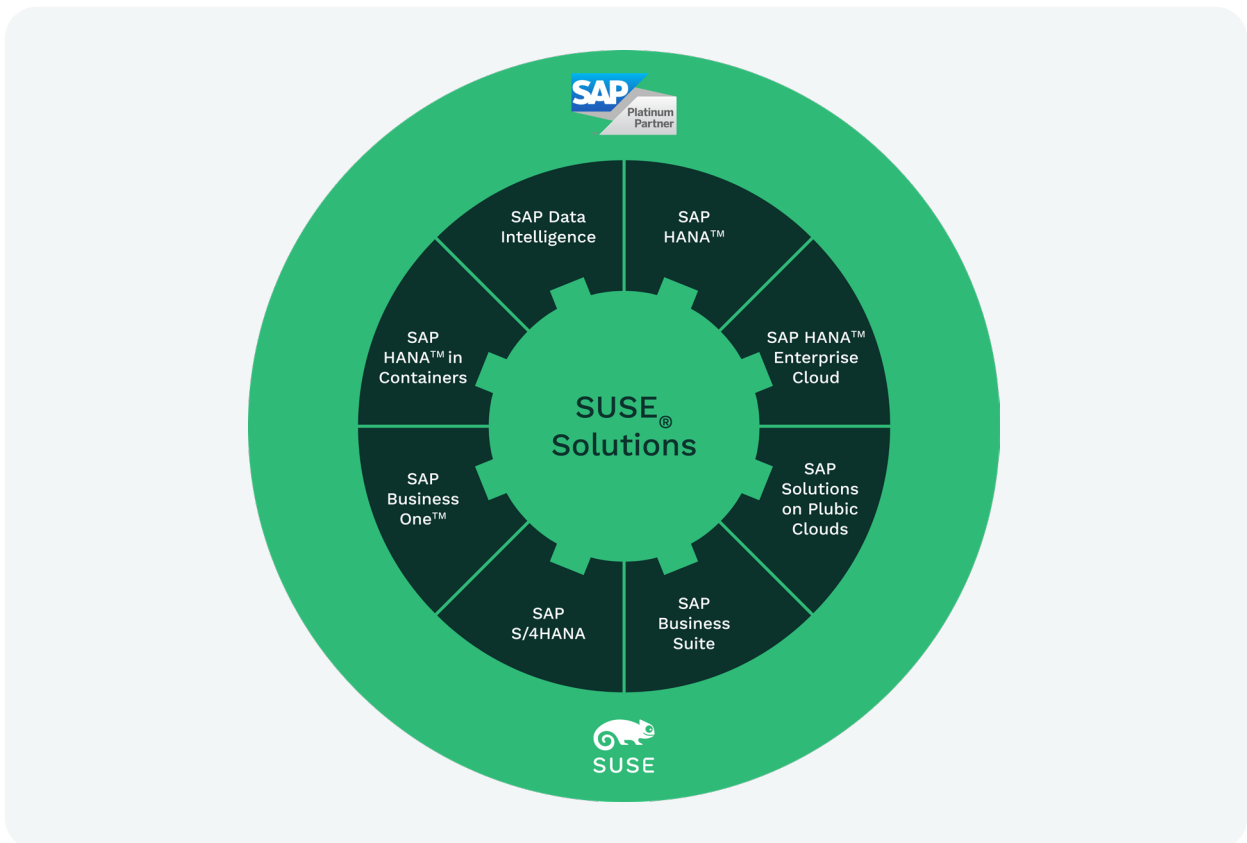 SAP
Platinum
Partner
SAP Data
Intelligence
SAP
HANA™
SAP
HANA™ in
Containers
SAP HANA™
Enterprise
Cloud
SUSE®
Solutions
SAP
Business
One™
SAP
Solutions
on Plubic
Clouds
SAP
S/4HANA
SAP
Business
Suite
SUSE